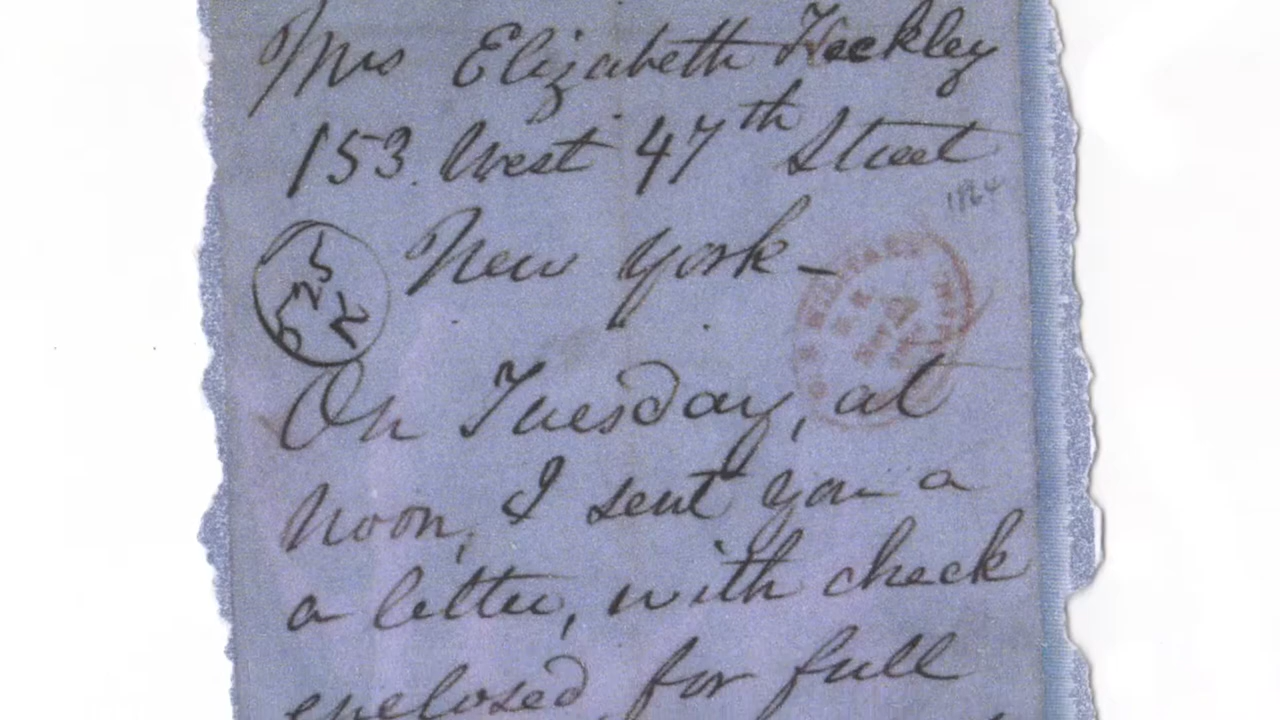 Mrs Elizabeth Keckley
153 West 47th Street
1864
New York —
On Tuesday, at
noon, I sent you a
a letter, with check
enclosed for full